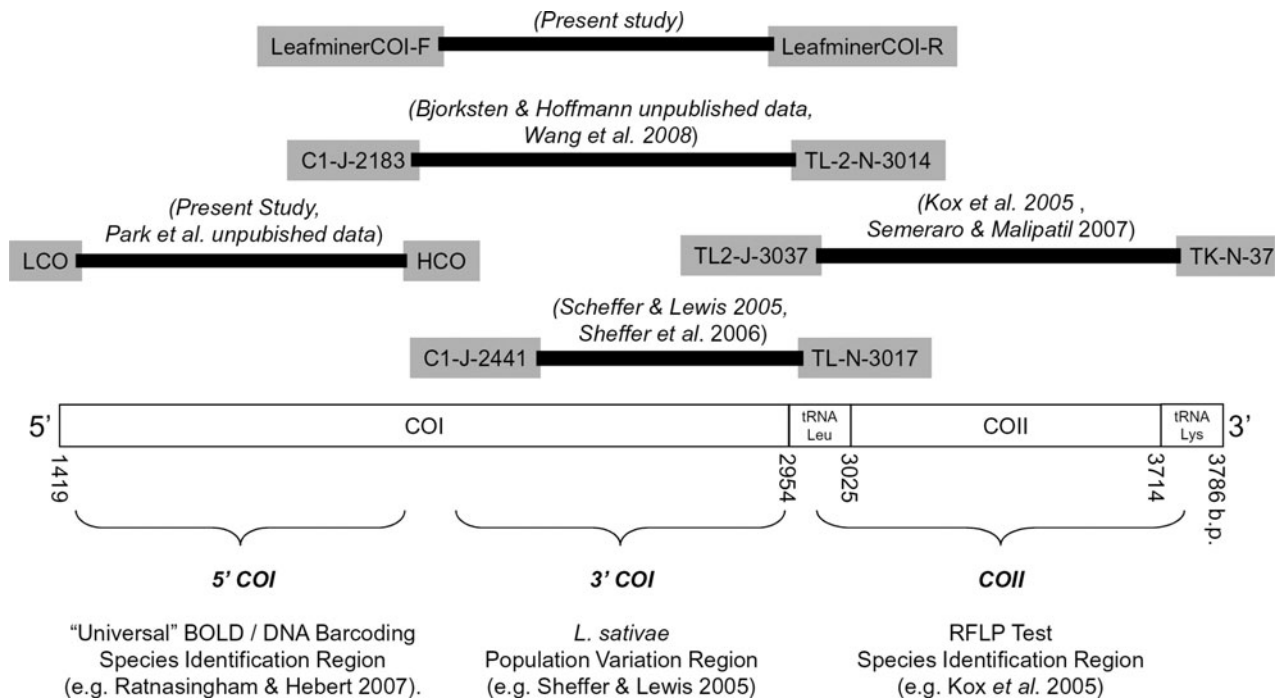 (Present study)
LeafminerCOI-F
LeafminerCOI-R
(Bjorksten & Hoffmann unpublished data,
Wang et al. 2008)
C1-J-2183
TL-2-N-3014
(Present Study,
Park et al. unpubished data)
LCO
HCO
(Kox et al. 2005 ,
Semeraro & Malipatil 2007)
TL2-J-3037
TK-N-37
(Scheffer & Lewis 2005,
Sheffer et al. 2006)
C1-J-2441
TL-N-3017
5’
COI
tRNA
Leu
COII
tRNA
Lys
3’
1419
2954
3025
3714
3786 b.p.
5’ COI
3’ COI
COII
“Universal” BOLD / DNA Barcoding
Species Identification Region
(e.g. Ratnasingham & Hebert 2007).
L. sativae
Population Variation Region
(e.g. Sheffer & Lewis 2005)
RFLP Test
Species Identification Region
(e.g. Kox et al. 2005)